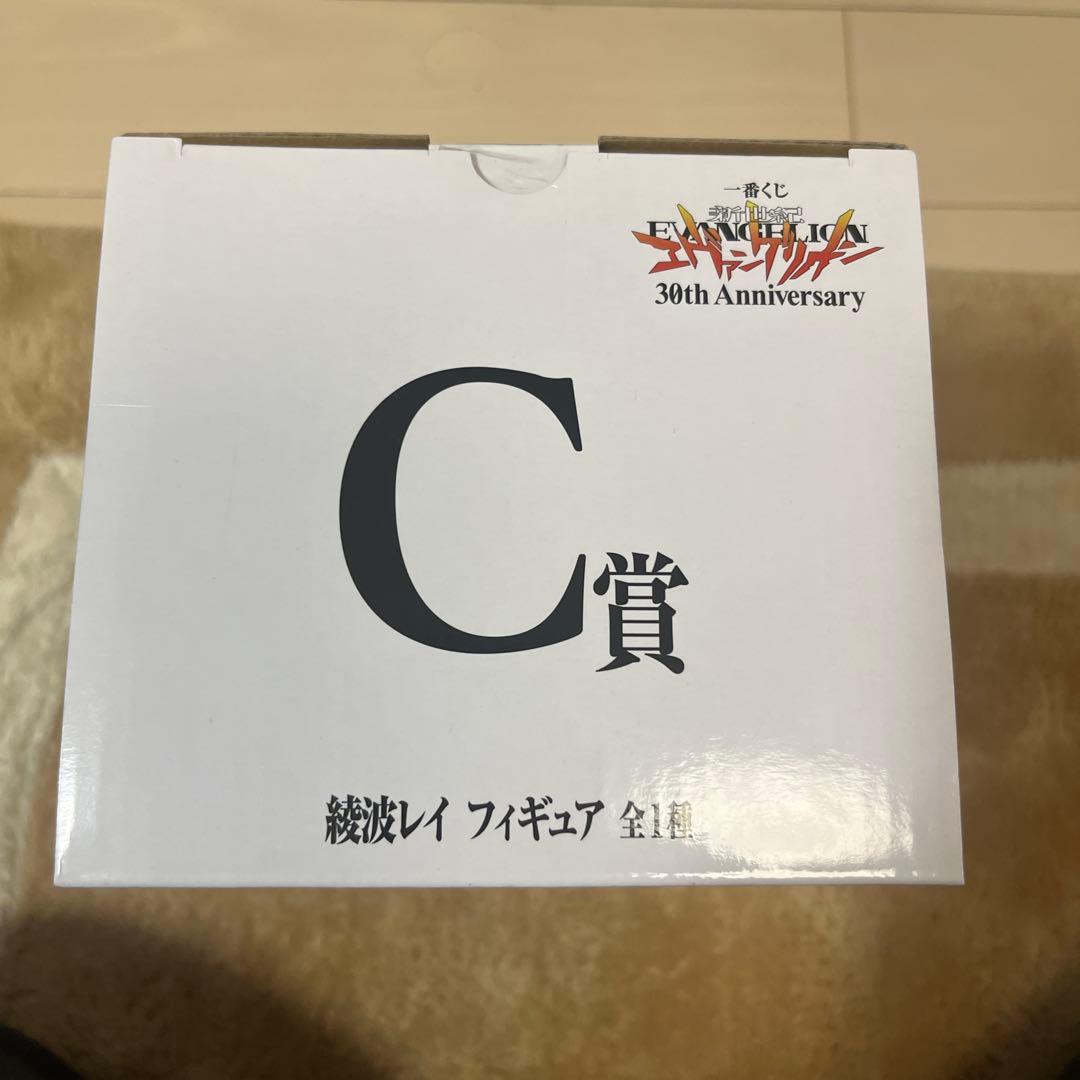 一番くじ
新世紀
EVANGELION
エヴァンゲリオン
30th Anniversary
C賞
綾波レイ フィギュア 全1種